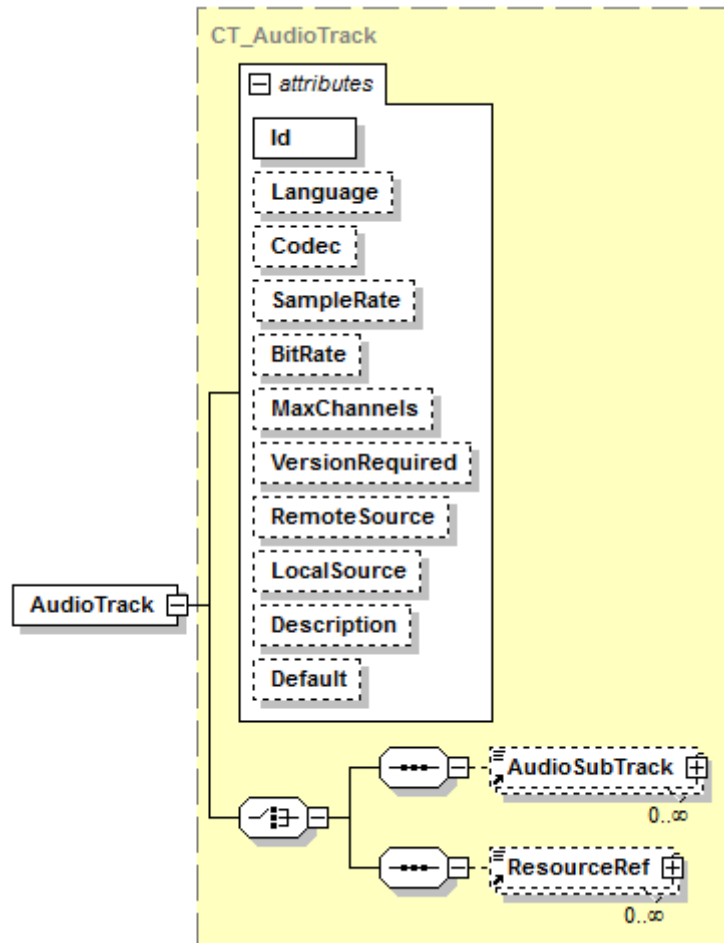 CT_AudioTrack
attributes
Id
Language
Codec
SampleRate
BitRate
MaxChannels
VersionRequired
RemoteSource
LocalSource
AudioTrack
Description
Default
AudioSubTrack
0..∞
ResourceRef
0..∞